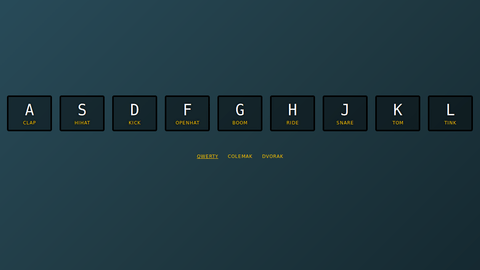 A S D F G H J K L
CLAP HIHAT KICK OPENHAT BOOM RIDE SNARE TOM TINK
QWERTY COLEMAK DVORAK